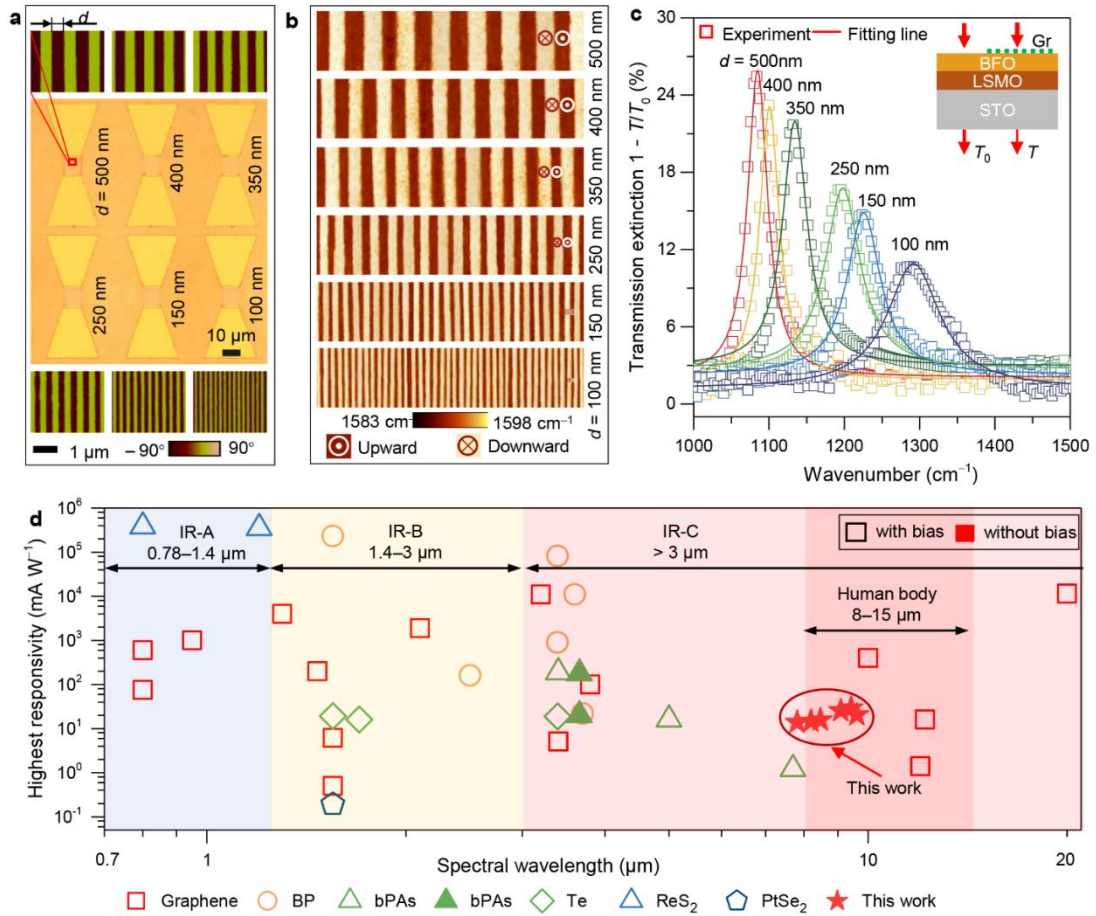 a
d
d = 500 nm
400 nm
350 nm
250 nm
150 nm
100 nm
10 μm
1 μm
– 90°
90°
b
500 nm
400 nm
350 nm
250 nm
150 nm
d = 100 nm
1583 cm⁻¹
1598 cm⁻¹
Upward
Downward
c
Experiment
Fitting line
d = 500nm
400 nm
350 nm
250 nm
150 nm
100 nm
Gr
BFO
LSMO
STO
T₀
T
Transmission extinction 1 - T/T₀ (%)
30
24
18
12
6
0
1000 1100 1200 1300 1400 1500
Wavenumber (cm⁻¹)
d
IR-A
0.78–1.4 μm
IR-B
1.4–3 μm
IR-C
> 3 μm
with bias
without bias
Human body
8–15 μm
This work
Highest responsivity (mA W⁻¹)
10⁶
10⁵
10⁴
10³
10²
10¹
10⁰
10⁻¹
0.7 1 10 20
Spectral wavelength (μm)
Graphene BP bPAs bPAs Te ReS₂ PtSe₂ This work